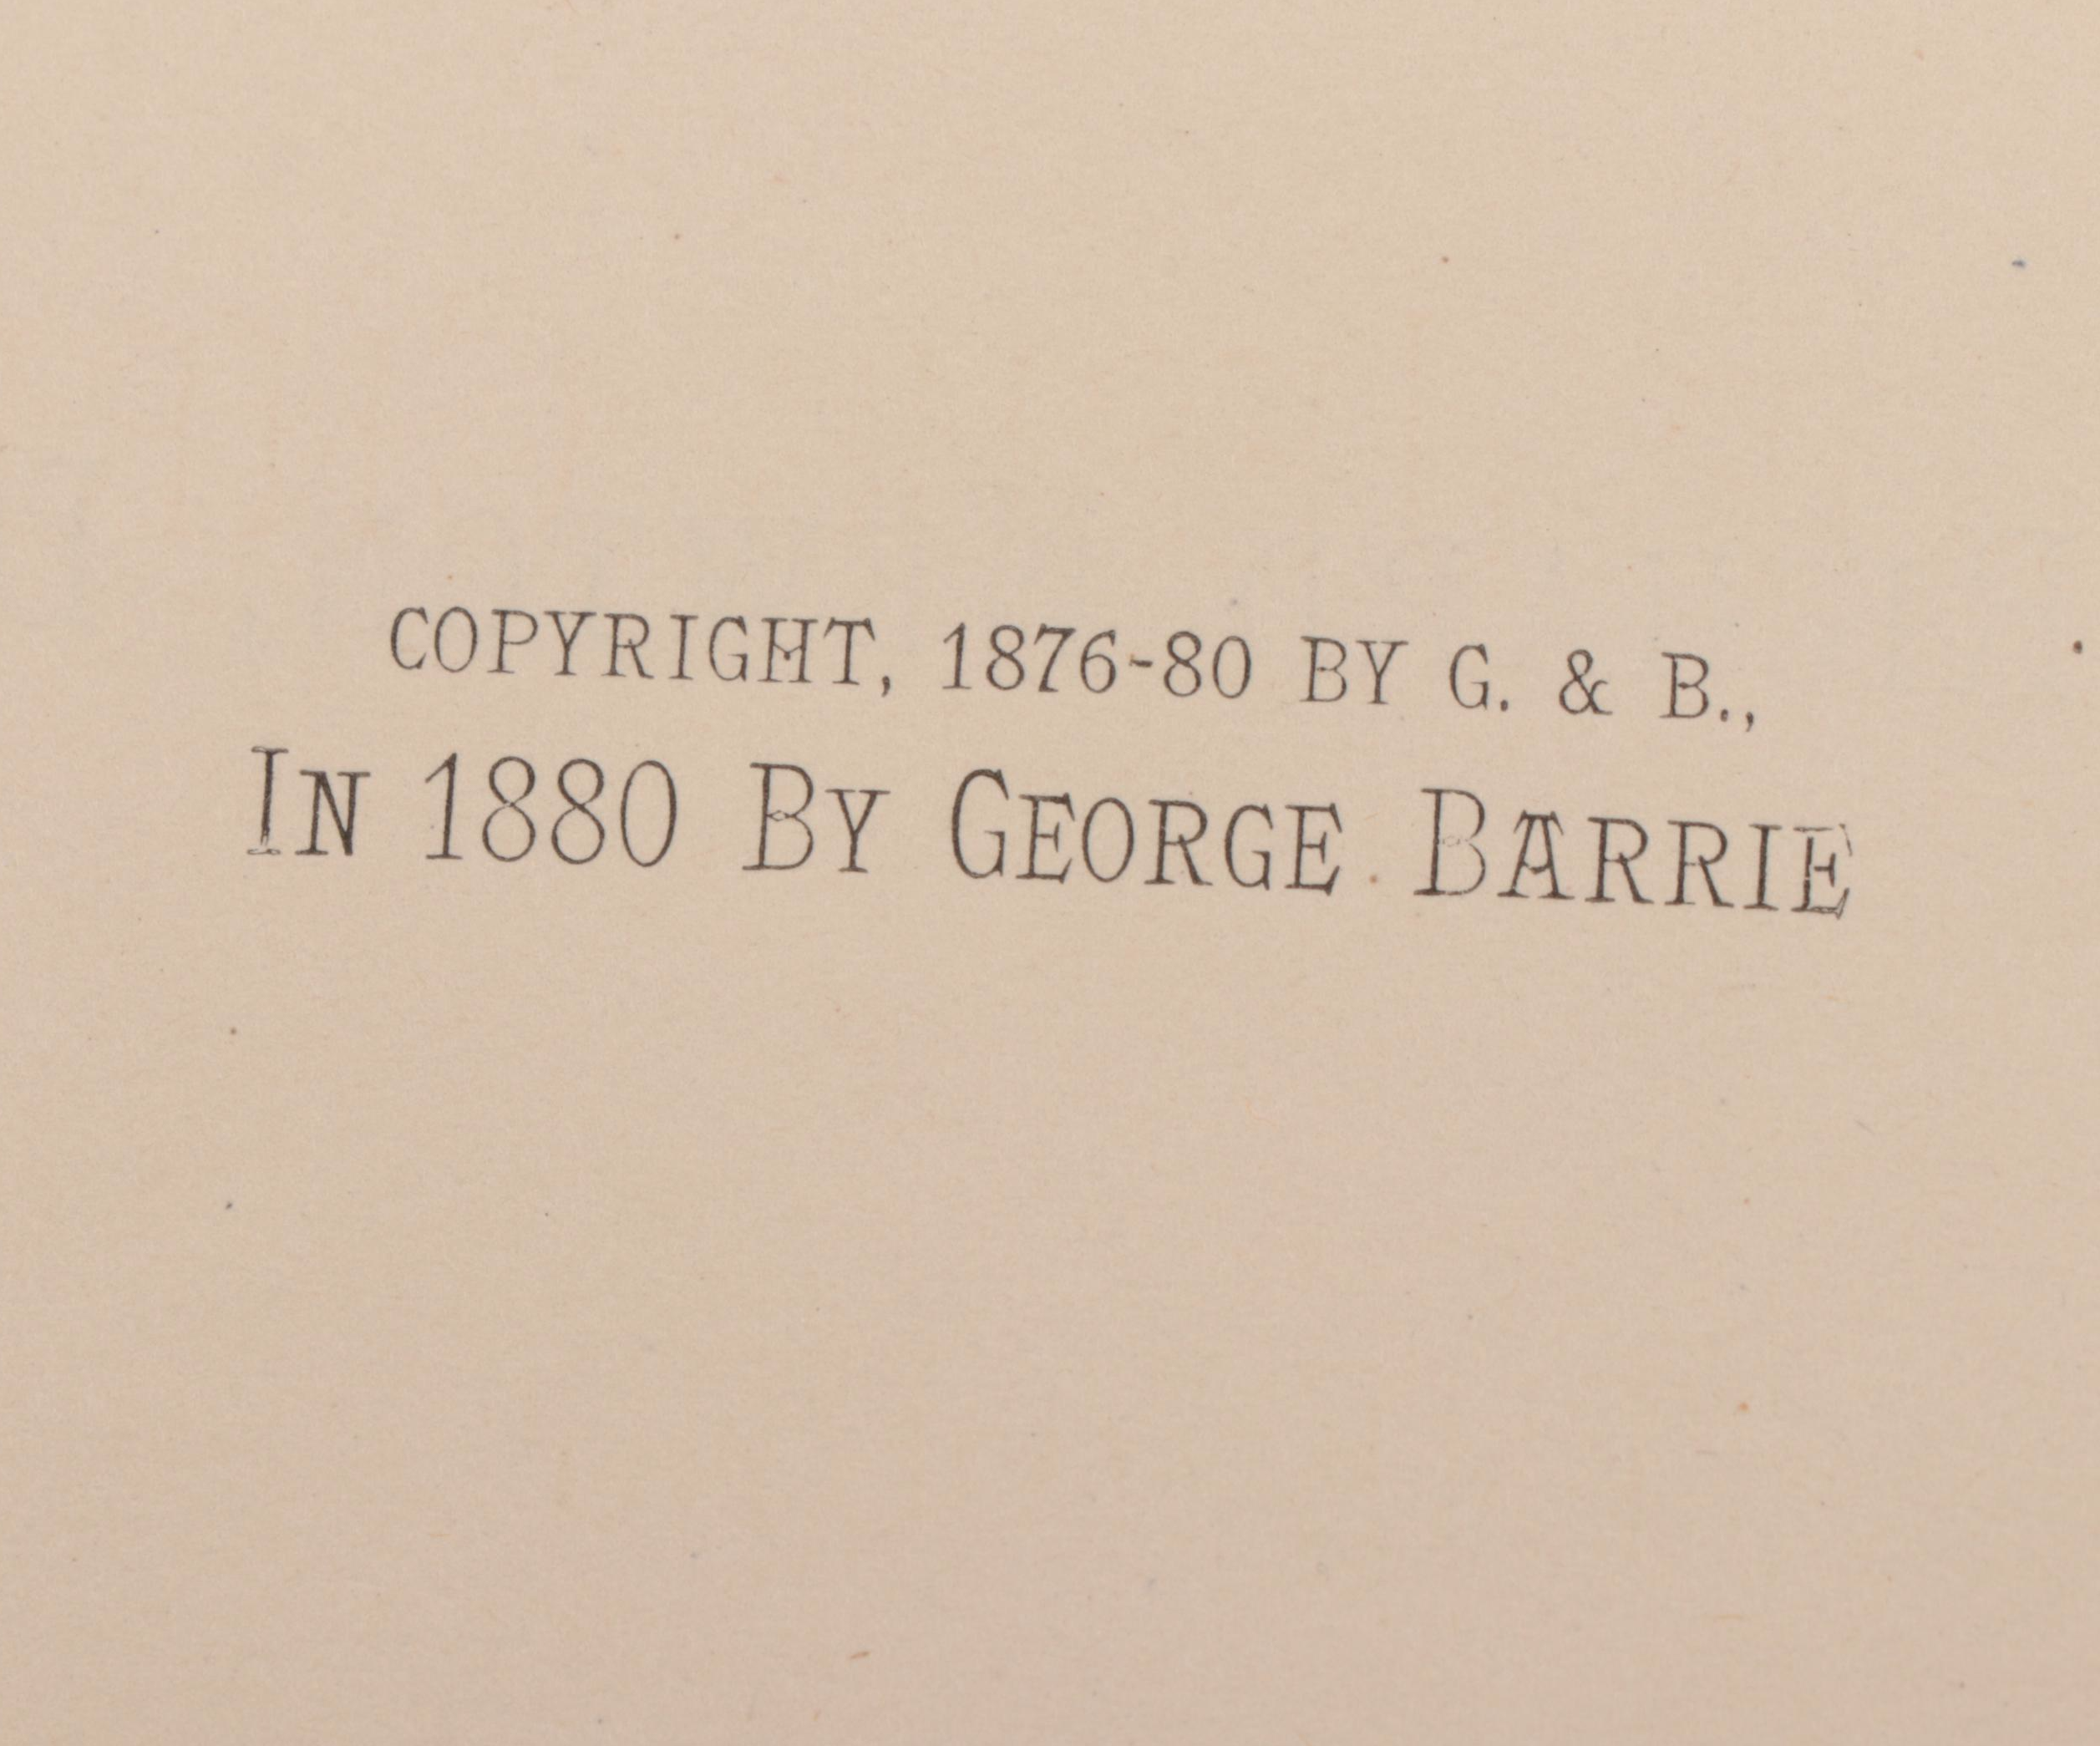 COPYRIGHT, 1876-80 BY G. & B.,
IN 1880 BY GEORGE BARRIE